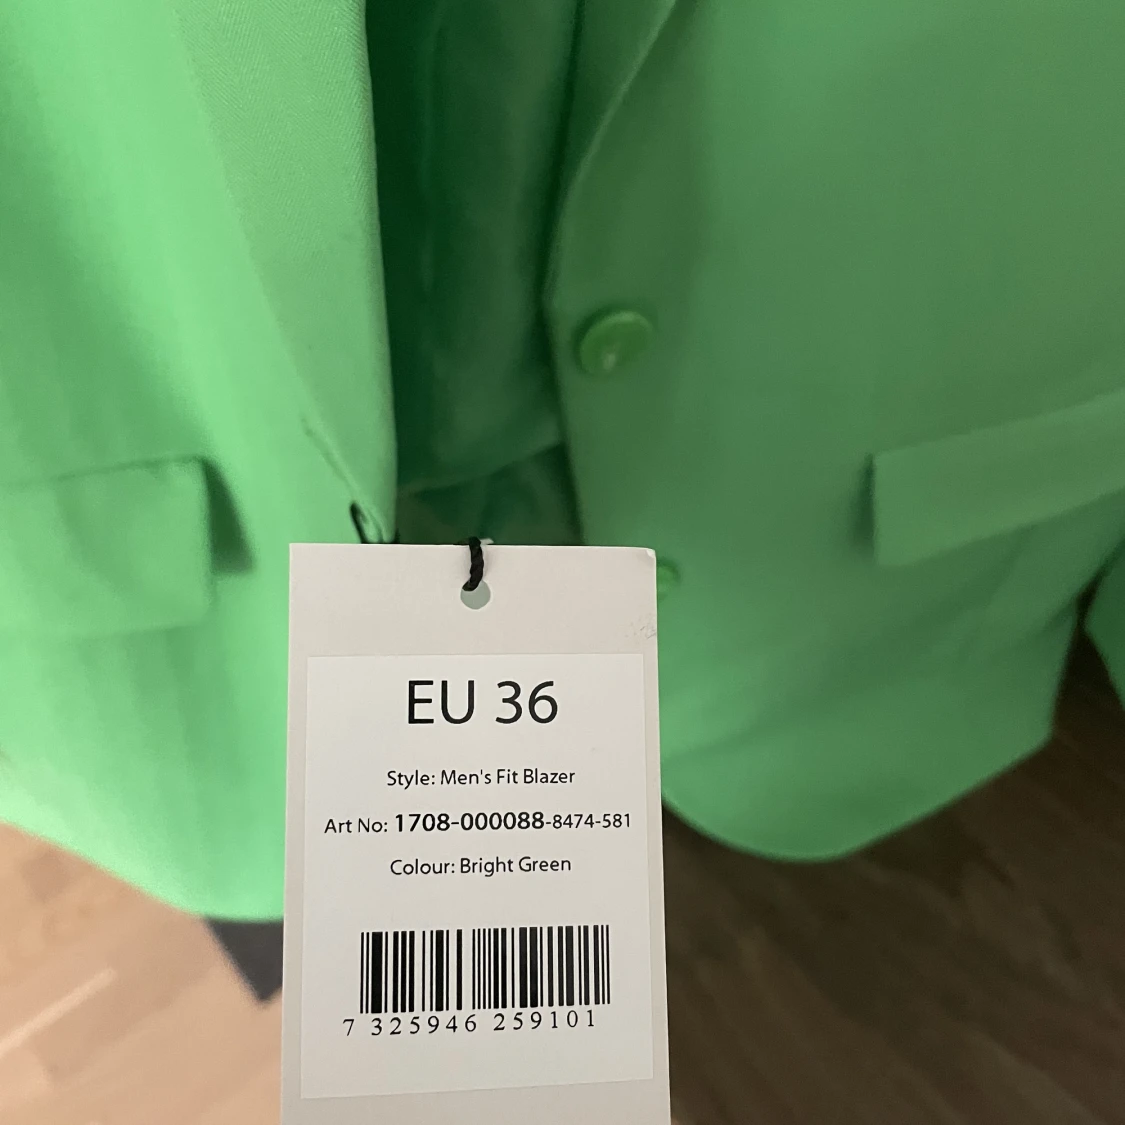 EU 36
Style: Men's Fit Blazer
Art No: 1708-000088-8474-581
Colour: Bright Green
7 325946 259101